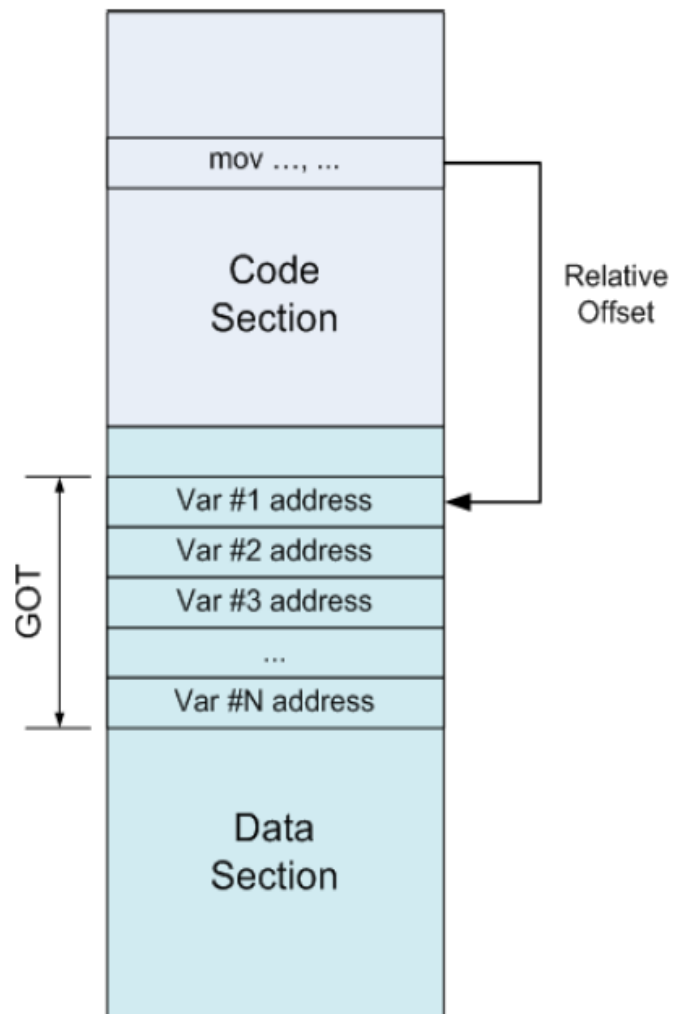 mov ..., ...
Code
Section
Relative
Offset
GOT
Var #1 address
Var #2 address
Var #3 address
...
Var #N address
Data
Section